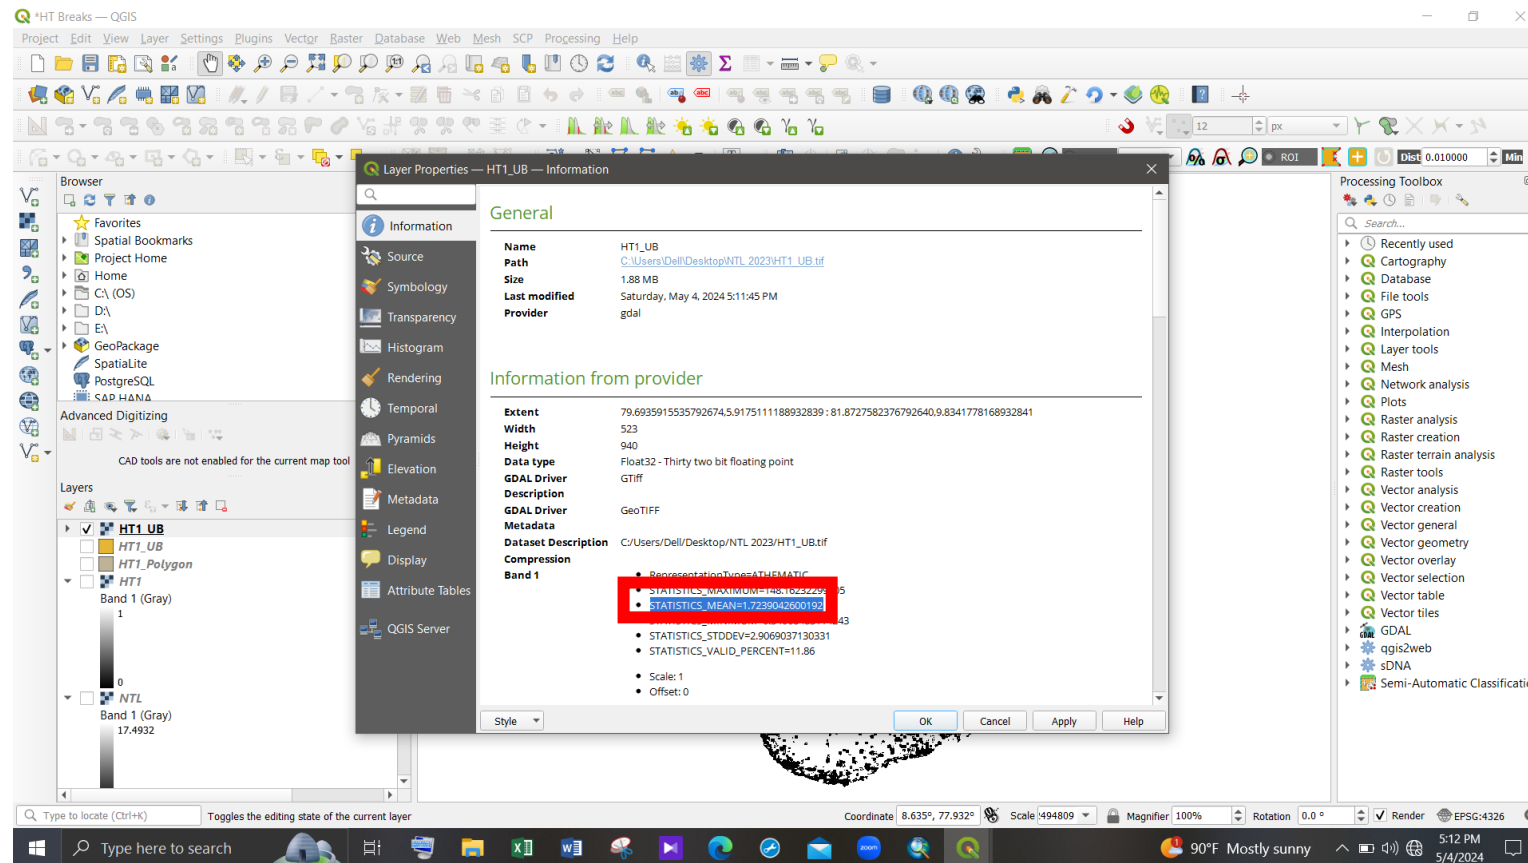 *HT Breaks — QGIS
Project Edit View Layer Settings Plugins Vector Raster Database Web Mesh SCP Processing Help
12 px
ROI Dist 0.010000 Min
Browser
Favorites
Spatial Bookmarks
Project Home
Home
C:\ (OS)
D:\
E:\
GeoPackage
SpatiaLite
PostgreSQL
SAP HANA
Advanced Digitizing
CAD tools are not enabled for the current map tool
Layers
HT1_UB
HT1_UB
HT1_Polygon
HT1
Band 1 (Gray)
1
0
NTL
Band 1 (Gray)
17.4932
Layer Properties — HT1_UB — Information
Information
Source
Symbology
Transparency
Histogram
Rendering
Temporal
Pyramids
Elevation
Metadata
Legend
Display
Attribute Tables
QGIS Server
General
Name HT1_UB
Path C:\Users\Dell\Desktop\NTL 2023\HT1_UB.tif
Size 1.88 MB
Last modified Saturday, May 4, 2024 5:11:45 PM
Provider gdal
Information from provider
Extent 79.6935915535792674,5.9175111188932839 : 81.8727582376792640,9.8341778168932841
Width 523
Height 940
Data type Float32 - Thirty two bit floating point
GDAL Driver Description GTiff
GDAL Driver Metadata GeoTIFF
Dataset Description C:/Users/Dell/Desktop/NTL 2023/HT1_UB.tif
Compression
Band 1
RepresentationType=ATHEMATIC
STATISTICS_MEAN=1.7239042600192
STATISTICS_STDDEV=2.9069037130331
STATISTICS_VALID_PERCENT=11.86
Scale: 1
Offset: 0
Style OK Cancel Apply Help
Processing Toolbox
Search...
Recently used
Cartography
Database
File tools
GPS
Interpolation
Layer tools
Mesh
Network analysis
Plots
Raster analysis
Raster creation
Raster terrain analysis
Raster tools
Vector analysis
Vector creation
Vector general
Vector geometry
Vector overlay
Vector selection
Vector table
Vector tiles
GDAL
qgis2web
sDNA
Semi-Automatic Classificati
Type to locate (Ctrl+K) Toggles the editing state of the current layer Coordinate 8.635°, 77.932° Scale 494809 Magnifier 100% Rotation 0.0 ° Render EPSG:4326
Type here to search 90°F Mostly sunny 5:12 PM
5/4/2024